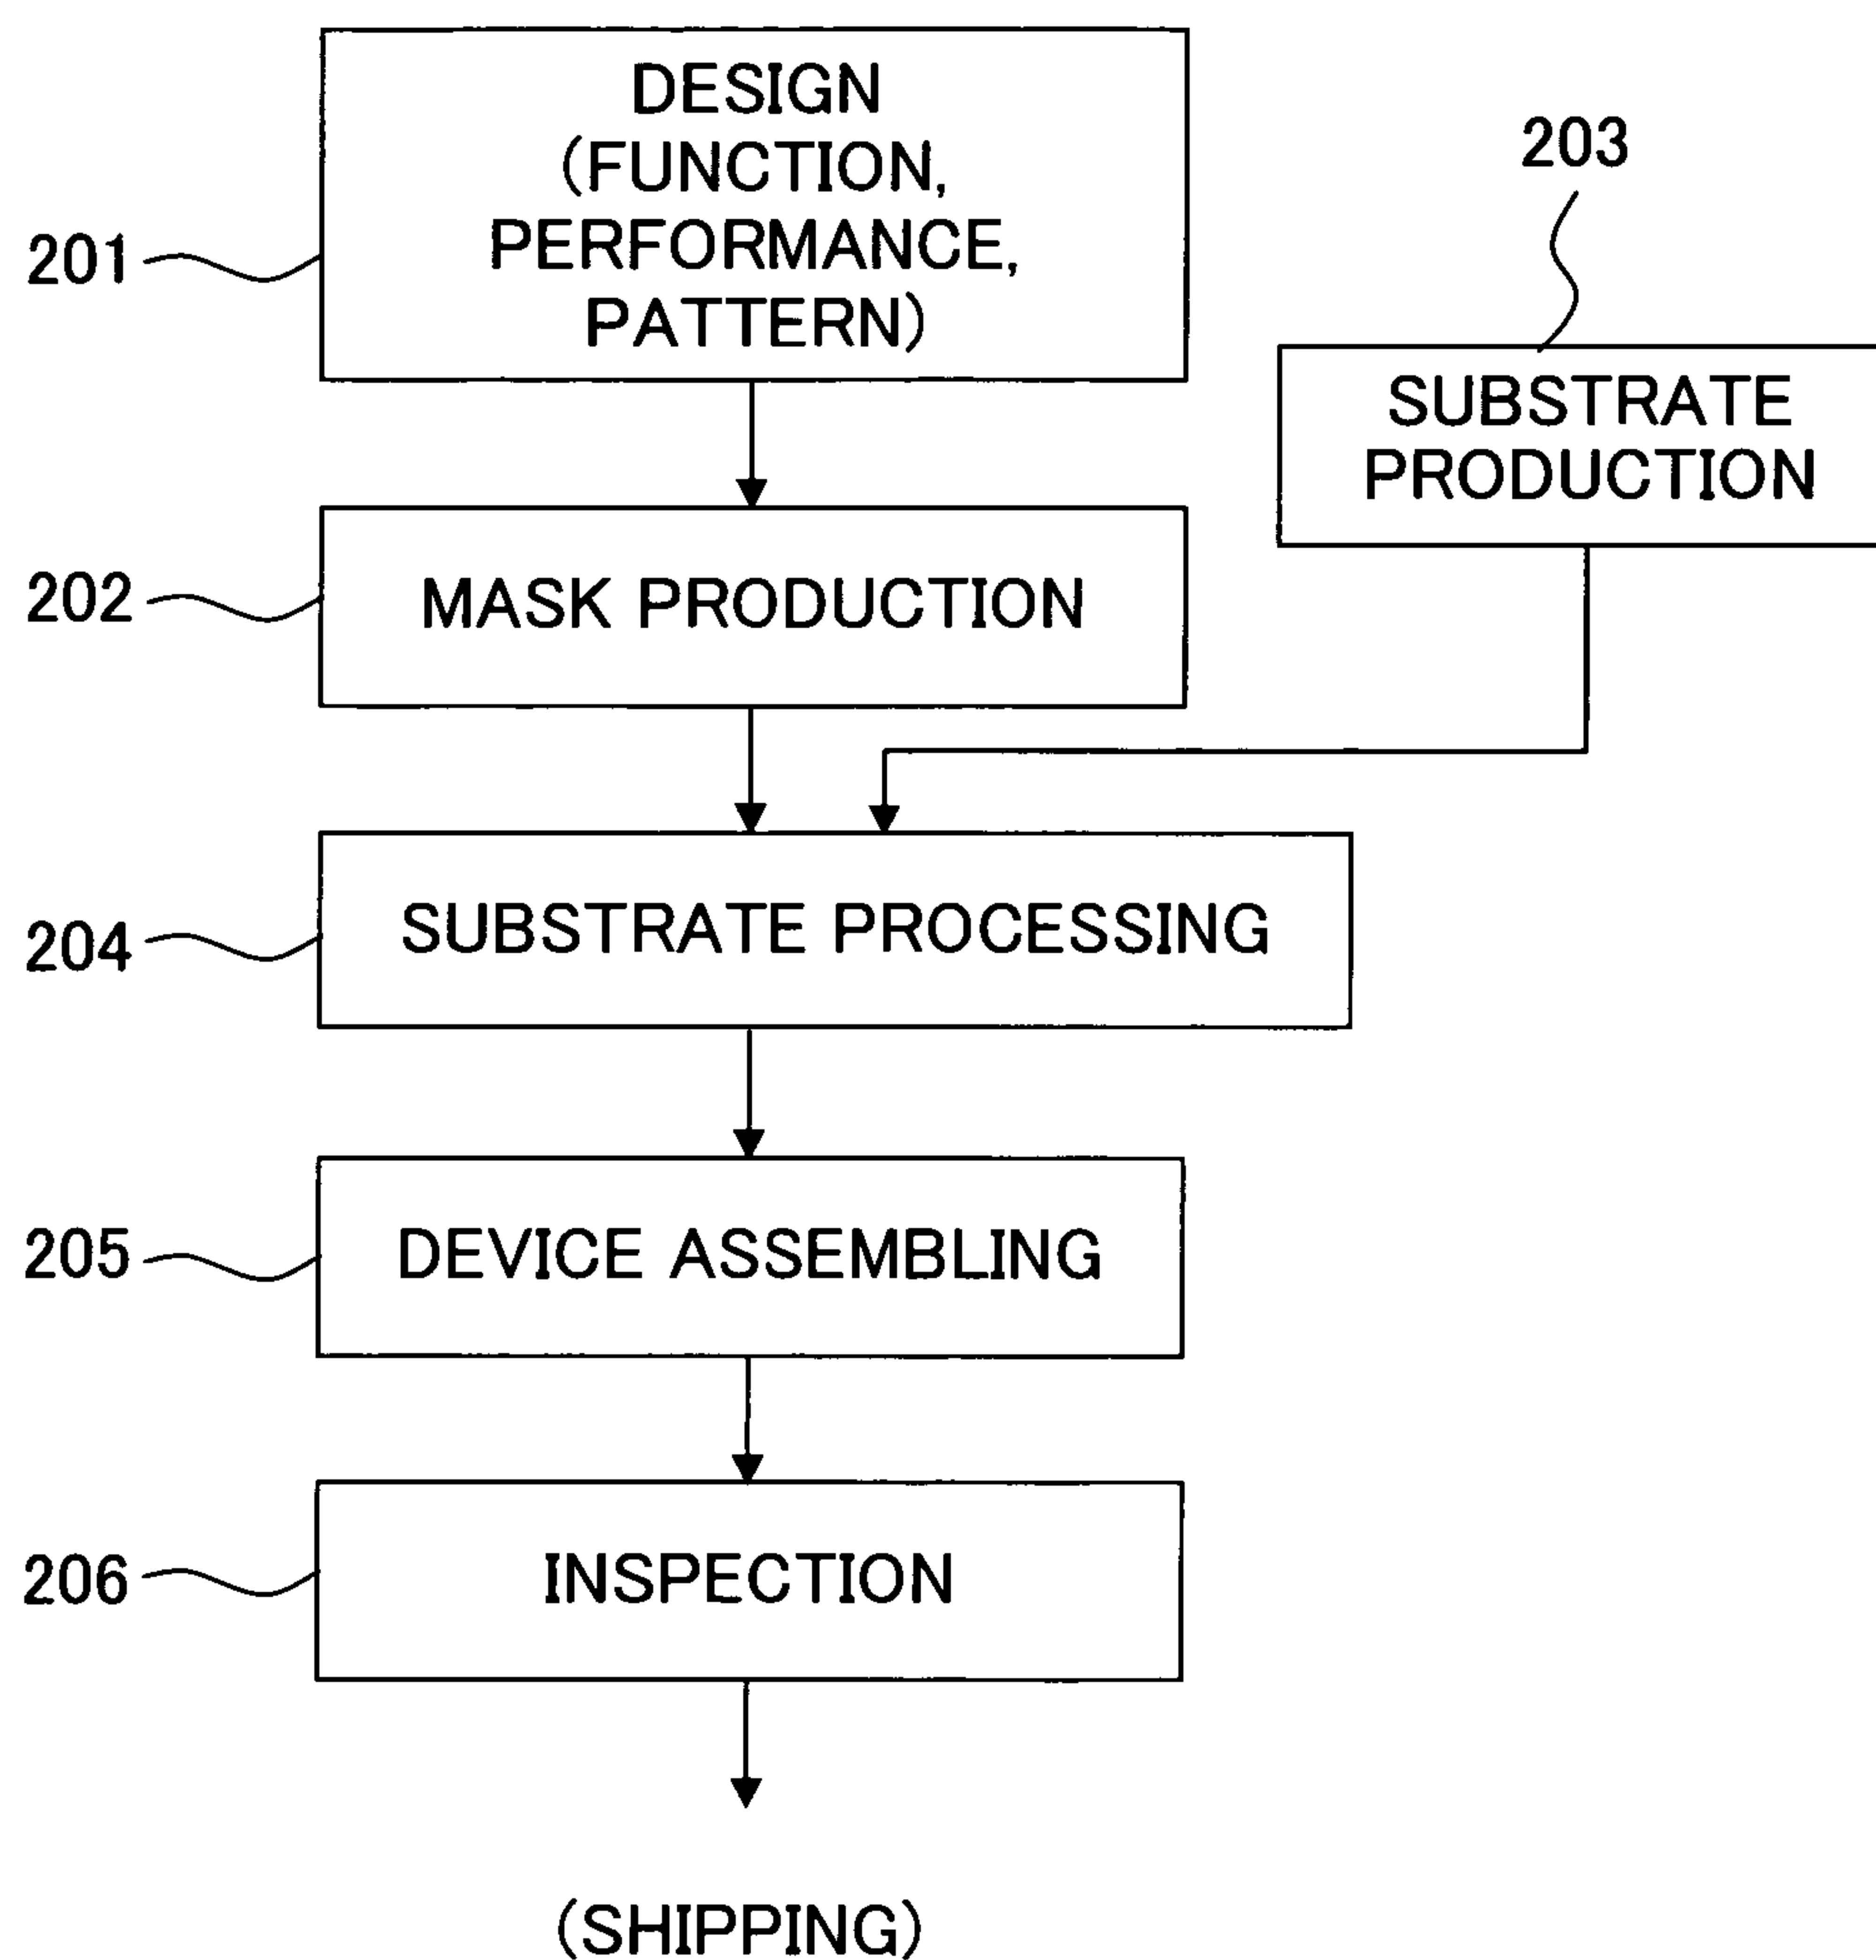 DESIGN
(FUNCTION,
PERFORMANCE,
PATTERN)
201
203
SUBSTRATE
PRODUCTION
202
MASK PRODUCTION
204
SUBSTRATE PROCESSING
205
DEVICE ASSEMBLING
206
INSPECTION
(SHIPPING)